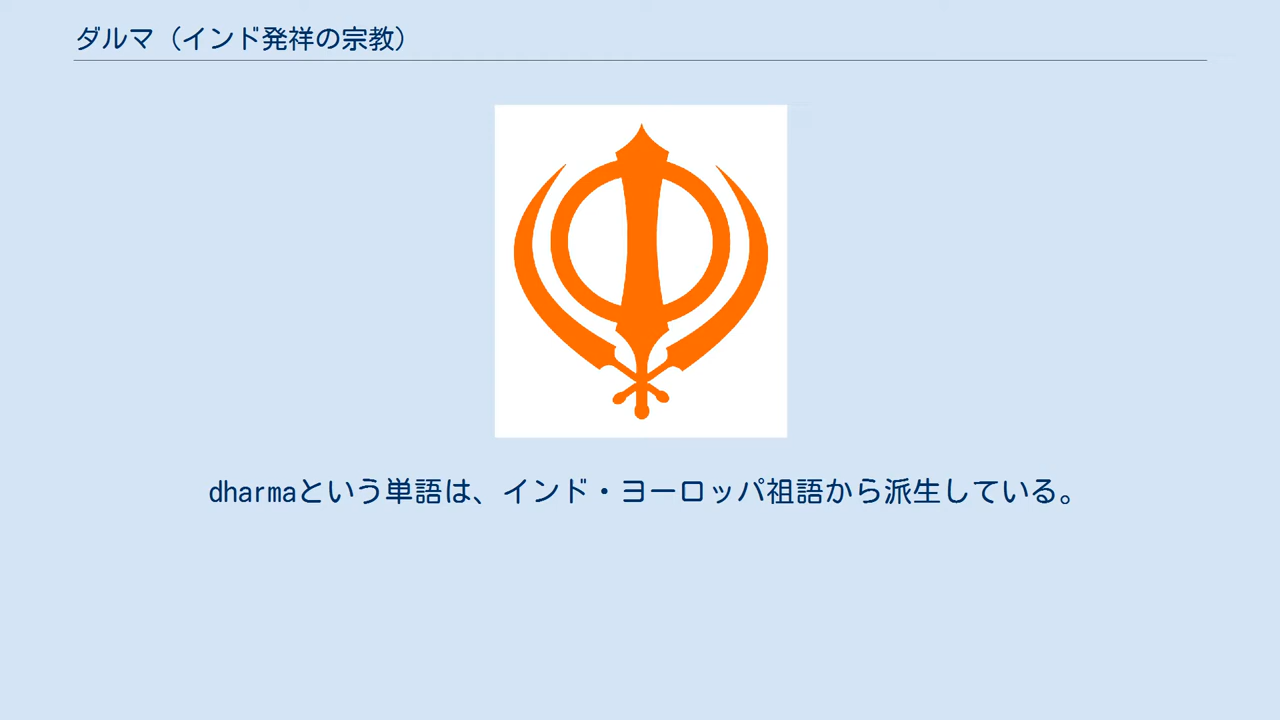 ダルマ（インド発祥の宗教）
dharmaという単語は、インド・ヨーロッパ祖語から派生している。